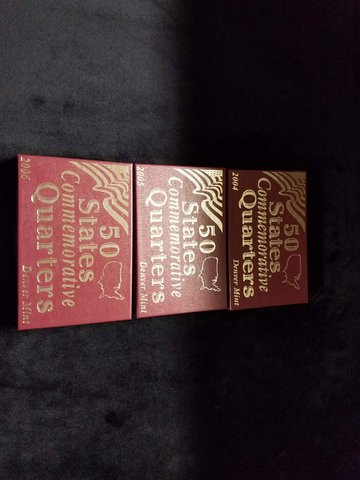 50
States
Commemorative
Quarters
2004 Denver Mint
50
States
Commemorative
Quarters
2005 Denver Mint
50
States
Commemorative
Quarters
2006 Denver Mint